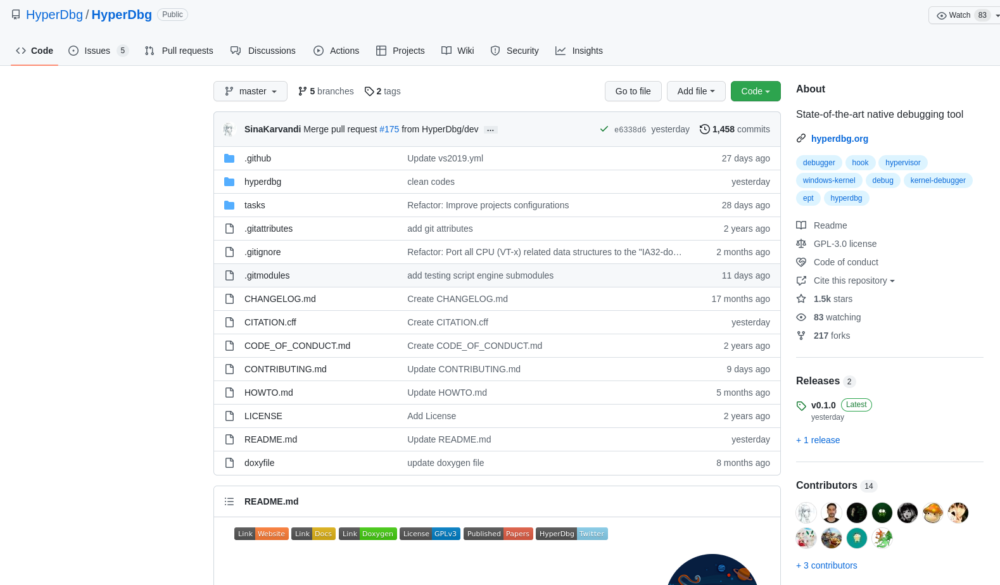 HyperDbg / HyperDbg Public
Watch 83
Code Issues 5 Pull requests Discussions Actions Projects Wiki Security Insights
master 5 branches 2 tags Go to file Add file Code
SinaKarvandi Merge pull request #175 from HyperDbg/dev ... e6338d6 yesterday 1,458 commits
.github Update vs2019.yml 27 days ago
hyperdbg clean codes yesterday
tasks Refactor: Improve projects configurations 28 days ago
.gitattributes add git attributes 2 years ago
.gitignore Refactor: Port all CPU (VT-x) related data structures to the "IA32-do… 2 months ago
.gitmodules add testing script engine submodules 11 days ago
CHANGELOG.md Create CHANGELOG.md 17 months ago
CITATION.cff Create CITATION.cff yesterday
CODE_OF_CONDUCT.md Create CODE_OF_CONDUCT.md 2 years ago
CONTRIBUTING.md Update CONTRIBUTING.md 9 days ago
HOWTO.md Update HOWTO.md 5 months ago
LICENSE Add License 2 years ago
README.md Update README.md yesterday
doxyfile update doxygen file 8 months ago
README.md
Link Website Link Docs Link Doxygen License GPLv3 Published Papers HyperDbg Twitter
About
State-of-the-art native debugging tool
hyperdbg.org
debugger hook hypervisor
windows-kernel debug kernel-debugger
ept hyperdbg
Readme
GPL-3.0 license
Code of conduct
Cite this repository
1.5k stars
83 watching
217 forks
Releases 2
v0.1.0 Latest
yesterday
+ 1 release
Contributors 14
+ 3 contributors